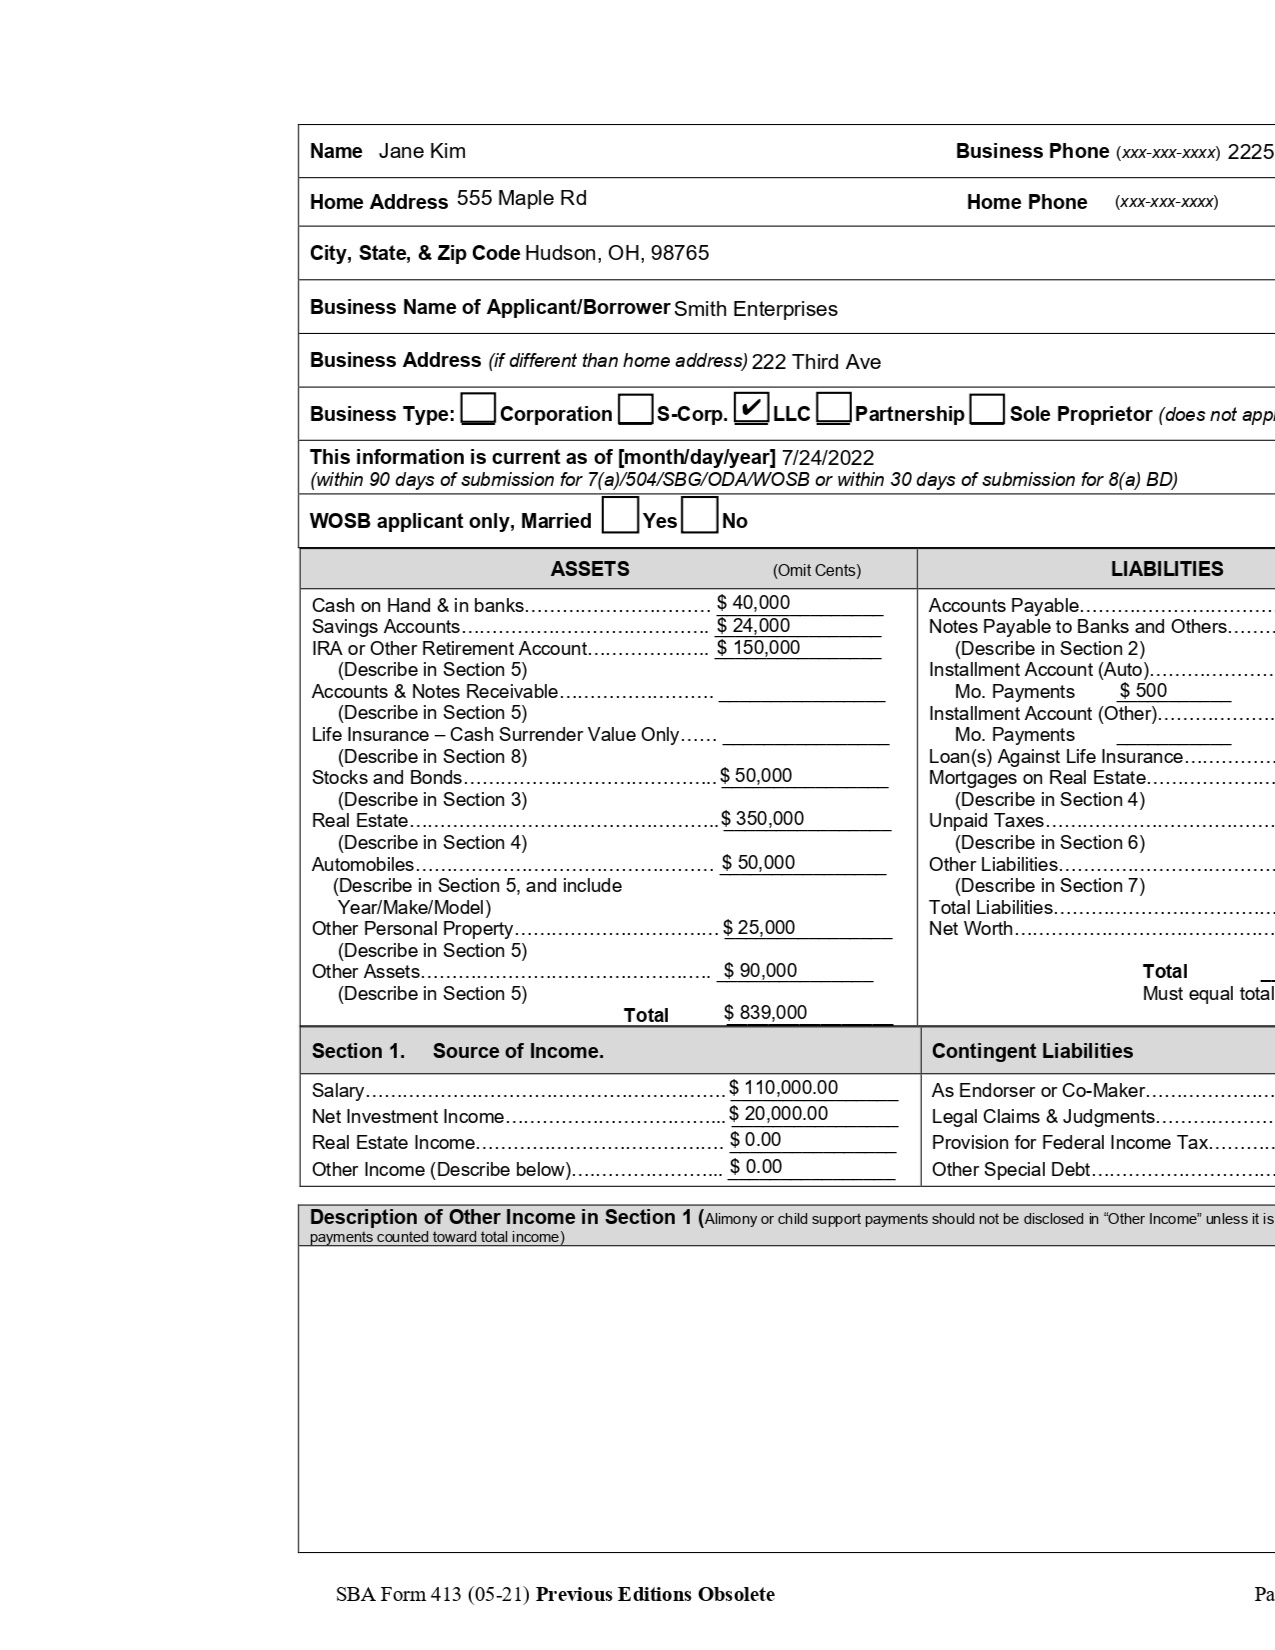 Name Jane Kim Business Phone (xxx-xxx-xxxx) 2225
Home Address 555 Maple Rd Home Phone (xxx-xxx-xxxx)
City, State, & Zip Code Hudson, OH, 98765
Business Name of Applicant/Borrower Smith Enterprises
Business Address (if different than home address) 222 Third Ave
Business Type: Corporation S-Corp. ✔ LLC Partnership Sole Proprietor (does not appl
This information is current as of [month/day/year] 7/24/2022
(within 90 days of submission for 7(a)/504/SBG/ODA/WOSB or within 30 days of submission for 8(a) BD)
WOSB applicant only, Married Yes No
ASSETS (Omit Cents) LIABILITIES
Cash on Hand & in banks $ 40,000 Accounts Payable
Savings Accounts $ 24,000 Notes Payable to Banks and Others
IRA or Other Retirement Account $ 150,000 (Describe in Section 2)
(Describe in Section 5) Installment Account (Auto)
Accounts & Notes Receivable Mo. Payments $ 500
(Describe in Section 5) Installment Account (Other)
Life Insurance – Cash Surrender Value Only Mo. Payments
(Describe in Section 8) Loan(s) Against Life Insurance
Stocks and Bonds $ 50,000 Mortgages on Real Estate
(Describe in Section 3) (Describe in Section 4)
Real Estate $ 350,000 Unpaid Taxes
(Describe in Section 4) (Describe in Section 6)
Automobiles $ 50,000 Other Liabilities
(Describe in Section 5, and include (Describe in Section 7)
Year/Make/Model) Total Liabilities
Other Personal Property $ 25,000 Net Worth
(Describe in Section 5)
Other Assets $ 90,000 Total
(Describe in Section 5) Must equal total
Total $ 839,000
Section 1. Source of Income. Contingent Liabilities
Salary $ 110,000.00 As Endorser or Co-Maker
Net Investment Income $ 20,000.00 Legal Claims & Judgments
Real Estate Income $ 0.00 Provision for Federal Income Tax
Other Income (Describe below) $ 0.00 Other Special Debt
Description of Other Income in Section 1 (Alimony or child support payments should not be disclosed in “Other Income” unless it is
payments counted toward total income)
SBA Form 413 (05-21) Previous Editions Obsolete Pa